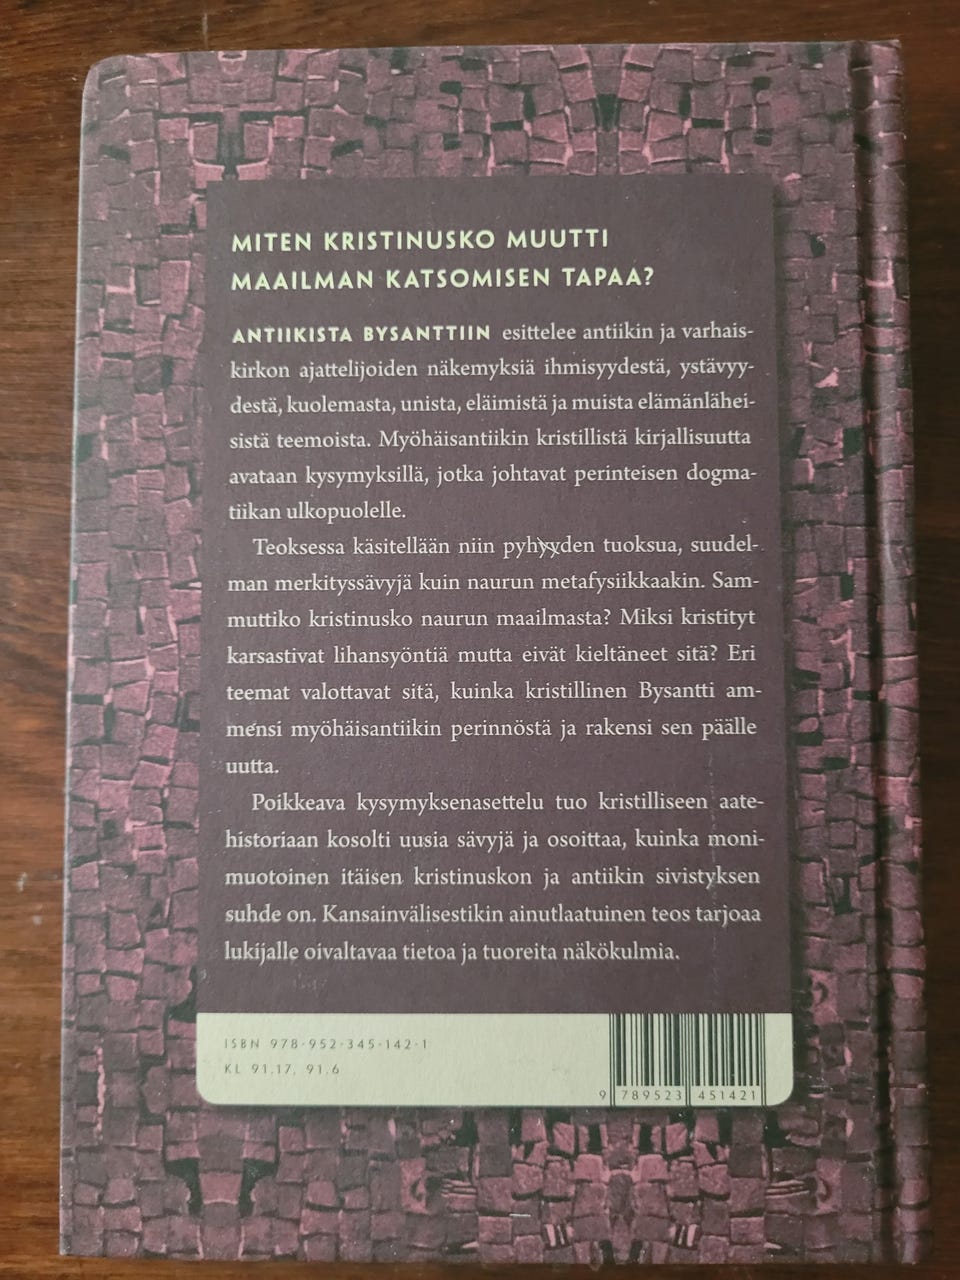 MITEN KRISTINUSKO MUUTTI
MAAILMAN KATSOMISEN TAPAA?
ANTIIKISTA BYSANTTIIN esittelee antiikin ja varhais-
kirkon ajattelijoiden näkemyksiä ihmisyydestä, ystävyy-
destä, kuolemasta, unista, eläimistä ja muista elämänlähei-
sistä teemoista. Myöhäisantiikin kristillistä kirjallisuutta
avataan kysymyksillä, jotka johtavat perinteisen dogma-
tiikan ulkopuolelle.
Teoksessa käsitellään niin pyhyyden tuoksua, suudel-
man merkityssävyjä kuin naurun metafysiikkaakin. Sam-
muttiko kristinusko naurun maailmasta? Miksi kristityt
karsastivat lihansyöntiä mutta eivät kieltäneet sitä? Eri
teemat valottavat sitä, kuinka kristillinen Bysantti am-
mensi myöhäisantiikin perinnöstä ja rakensi sen päälle
uutta.
Poikkeava kysymyksenasettelu tuo kristilliseen aate-
historiaan kosolti uusia sävyjä ja osoittaa, kuinka moni-
muotoinen itäisen kristinuskon ja antiikin sivistyksen
suhde on. Kansainvälisestikin ainutlaatuinen teos tarjoaa
lukijalle oivaltavaa tietoa ja tuoreita näkökulmia.
ISBN 978-952-345-142-1
KL 91.17, 91.6
9 789523 451421